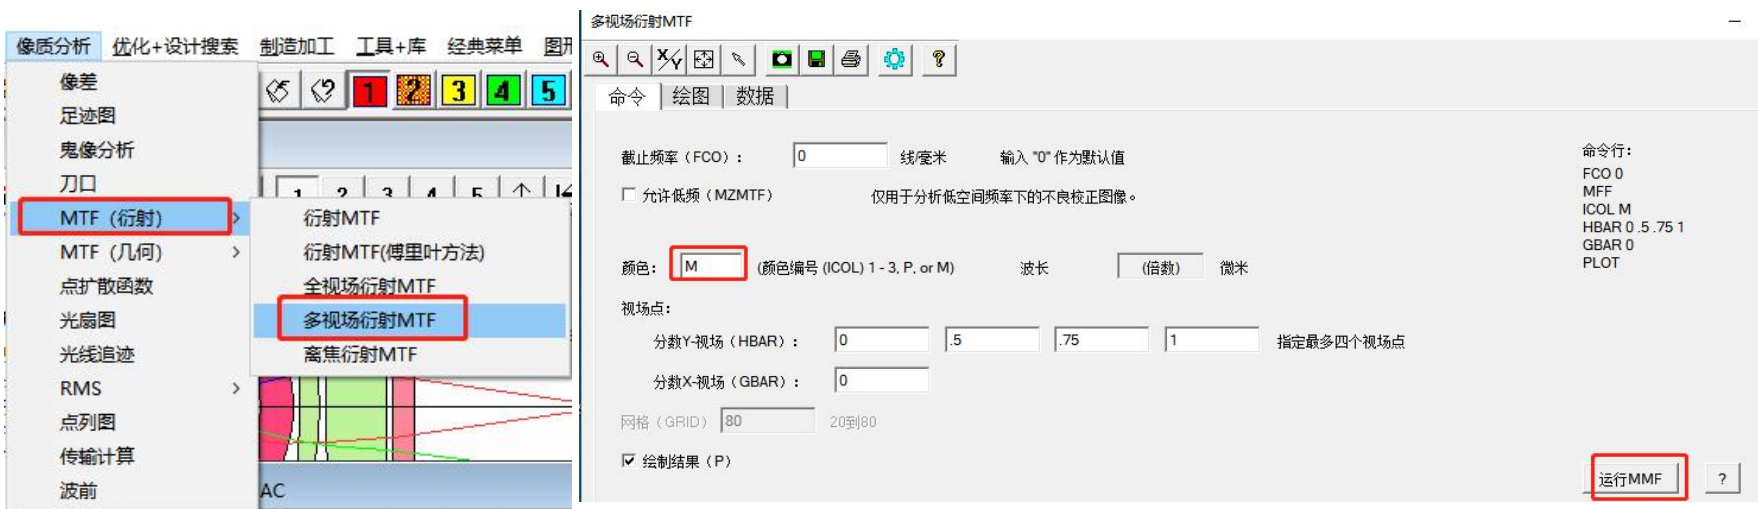 像质分析 优化+设计搜索 制造加工 工具+库 经典菜单 图形
1 2 3 4 5
像差
足迹图
鬼像分析
刀口
MTF (衍射) >
MTF (几何) >
点扩散函数
光扇图
光线追迹
RMS >
点列图
传输计算
波前
1 2 3 4 5
衍射MTF
衍射MTF(傅里叶方法)
全视场衍射MTF
多视场衍射MTF
离焦衍射MTF
AC
多视场衍射MTF
命令 绘图 数据
截止频率（FCO）: 0 线/毫米 输入 "0" 作为默认值
允许低频（MZMTF） 仅用于分析低空间频率下的不良校正图像。
颜色: M (颜色编号 (ICOL) 1 - 3, P, or M) 波长 (倍数) 微米
视场点:
分数Y-视场（HBAR）: 0 .5 .75 1 指定最多四个视场点
分数X-视场（GBAR）: 0
网格（GRID） 80 20到80
绘制结果（P）
命令行:
FCO 0
MFF
ICOL M
HBAR 0 .5 .75 1
GBAR 0
PLOT
运行MMF ?